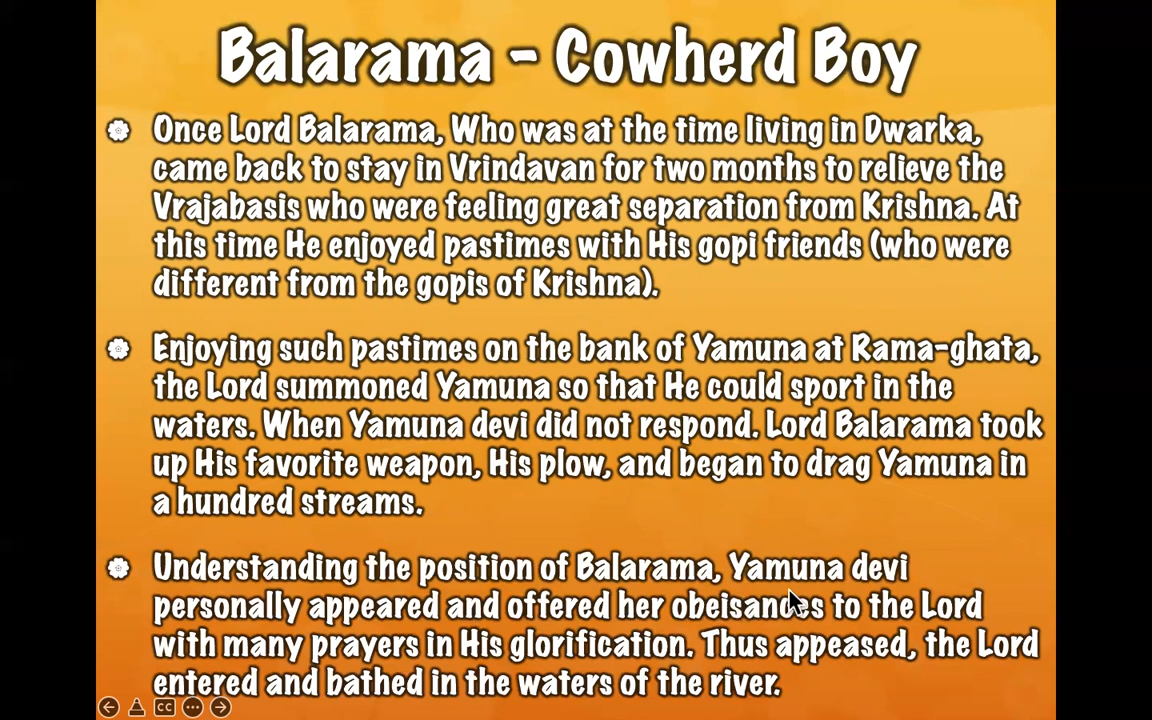 Balarama - Cowherd Boy
Once Lord Balarama, Who was at the time living in Dwarka,
came back to stay in Vrindavan for two months to relieve the
Vrajabasis who were feeling great separation from Krishna. At
this time He enjoyed pastimes with His gopi friends (who were
different from the gopis of Krishna).
Enjoying such pastimes on the bank of Yamuna at Rama-ghata,
the Lord summoned Yamuna so that He could sport in the
waters. When Yamuna devi did not respond. Lord Balarama took
up His favorite weapon, His plow, and began to drag Yamuna in
a hundred streams.
Understanding the position of Balarama, Yamuna devi
personally appeared and offered her obeisances to the Lord
with many prayers in His glorification. Thus appeased, the Lord
entered and bathed in the waters of the river.
CC